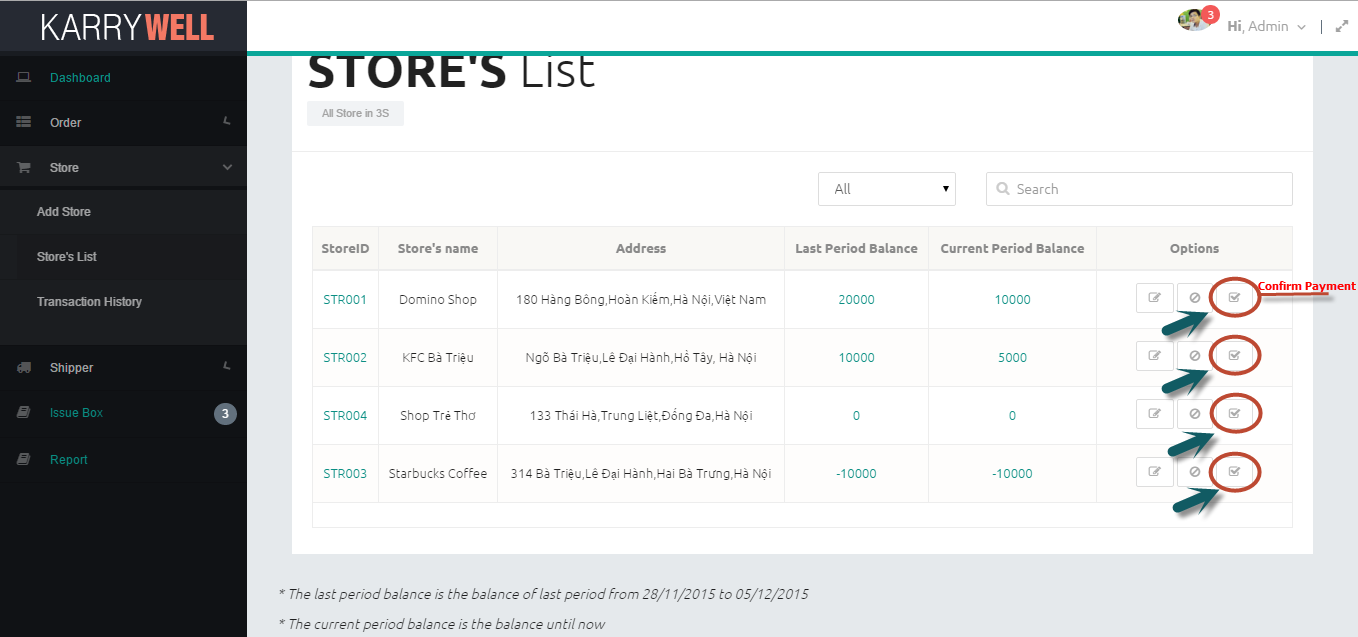 KARRYWELL
3
Hi, Admin
Dashboard
Order
Store
Add Store
Store's List
Transaction History
Shipper
Issue Box
3
Report
STORE'S List
All Store in 3S
All
Search
StoreID Store's name Address Last Period Balance Current Period Balance Options
STR001 Domino Shop 180 Hàng Bông,Hoàn Kiếm,Hà Nội,Việt Nam 20000 10000
Confirm Payment
STR002 KFC Bà Triệu Ngõ Bà Triệu,Lê Đại Hành,Hồ Tây, Hà Nội 10000 5000
STR004 Shop Trẻ Thơ 133 Thái Hà,Trung Liệt,Đống Đa,Hà Nội 0 0
STR003 Starbucks Coffee 314 Bà Triệu,Lê Đại Hành,Hai Bà Trưng,Hà Nội -10000 -10000
* The last period balance is the balance of last period from 28/11/2015 to 05/12/2015
* The current period balance is the balance until now